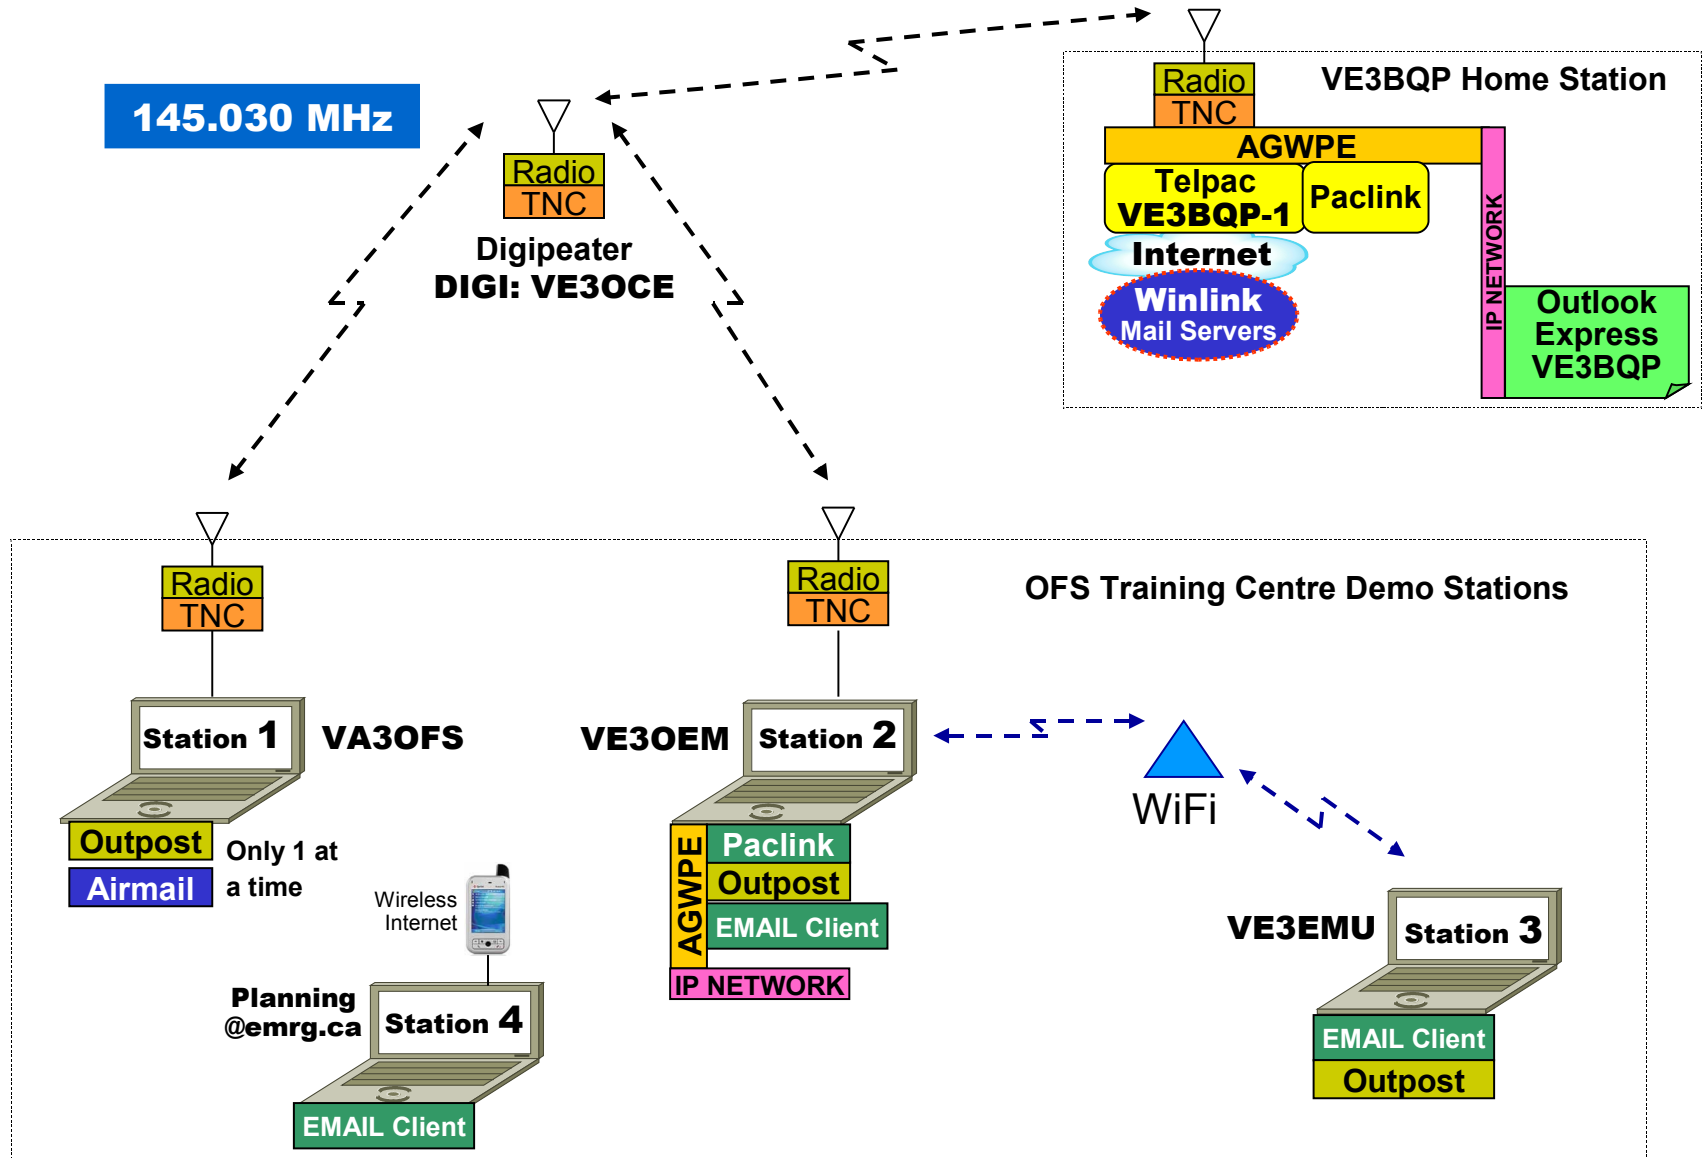 145.030 MHz
Radio
TNC
Digipeater
DIGI: VE3OCE
VE3BQP Home Station
Radio
TNC
AGWPE
Telpac
VE3BQP-1
Paclink
Internet
Winlink
Mail Servers
IP NETWORK
Outlook
Express
VE3BQP
OFS Training Centre Demo Stations
Radio
TNC
Station 1
VA3OFS
Outpost
Airmail
Only 1 at
a time
Radio
TNC
VE3OEM
Station 2
AGWPE
Paclink
Outpost
EMAIL Client
IP NETWORK
WiFi
VE3EMU
Station 3
EMAIL Client
Outpost
Wireless
Internet
Planning
@emrg.ca
Station 4
EMAIL Client